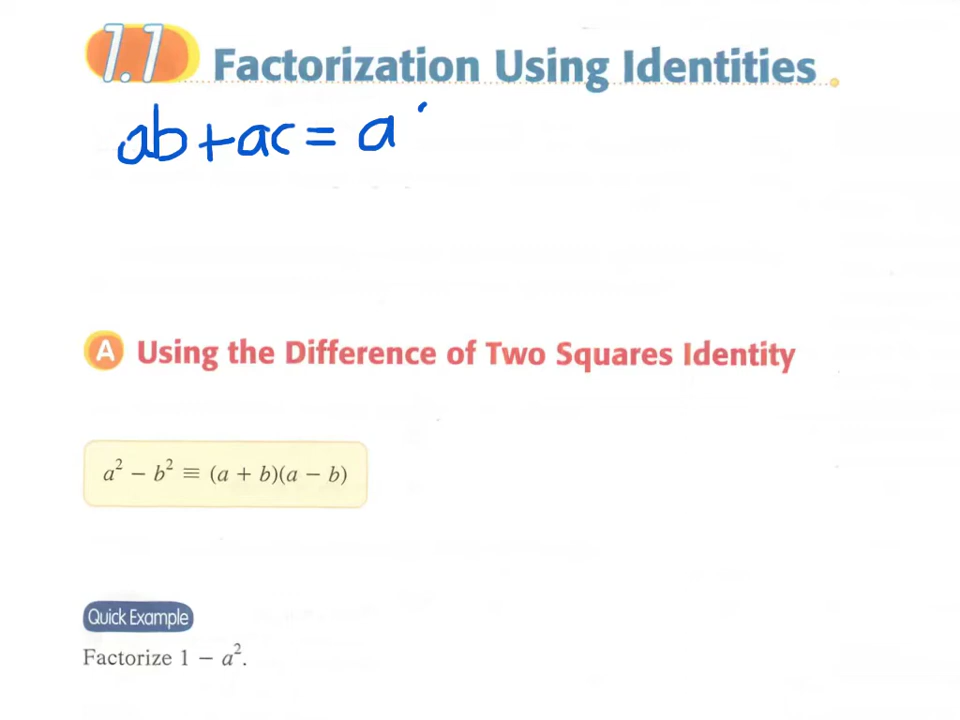 7.7 Factorization Using Identities
ab+ac = a
A Using the Difference of Two Squares Identity
a² − b² ≡ (a + b)(a − b)
Quick Example
Factorize 1 − a².